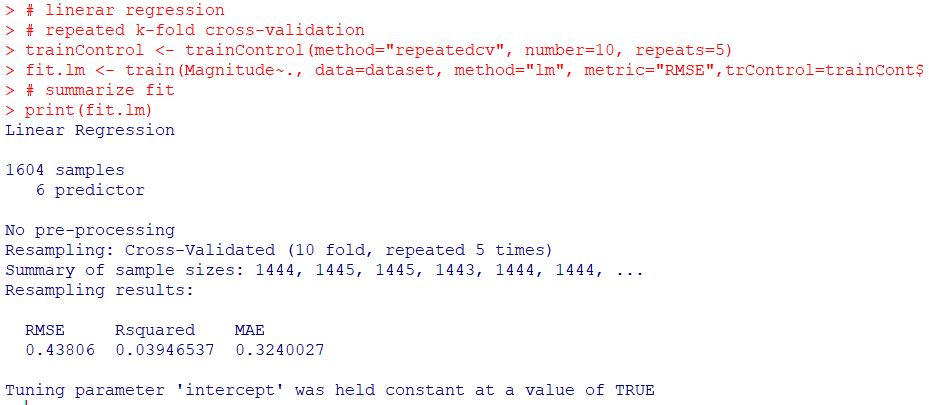 > # linerar regression
> # repeated k-fold cross-validation
> trainControl <- trainControl(method="repeatedcv", number=10, repeats=5)
> fit.lm <- train(Magnitude~., data=dataset, method="lm", metric="RMSE",trControl=trainCont$
> # summarize fit
> print(fit.lm)
Linear Regression
1604 samples
6 predictor
No pre-processing
Resampling: Cross-Validated (10 fold, repeated 5 times)
Summary of sample sizes: 1444, 1445, 1445, 1443, 1444, 1444, ...
Resampling results:
RMSE Rsquared MAE
0.43806 0.03946537 0.3240027
Tuning parameter 'intercept' was held constant at a value of TRUE